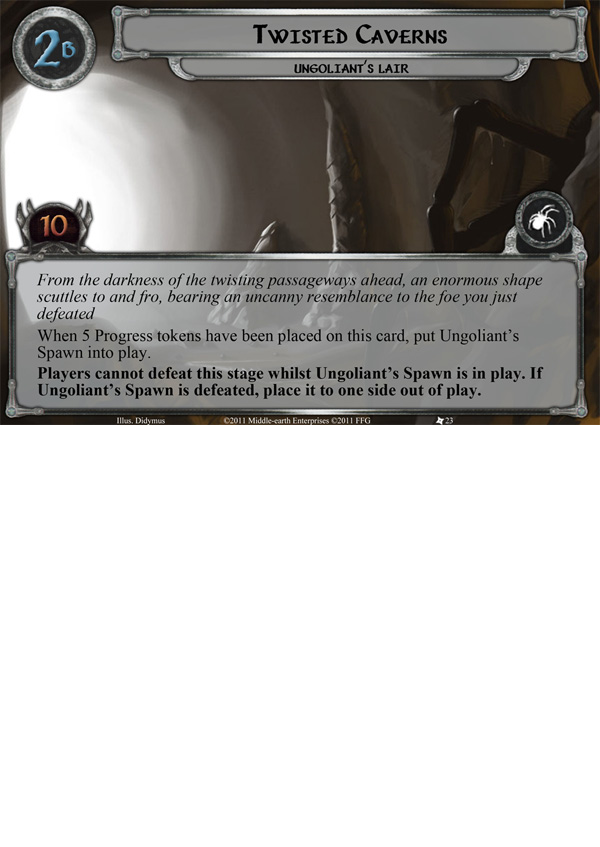 2B
TWISTED CAVERNS
UNGOLIANT'S LAIR
10
From the darkness of the twisting passageways ahead, an enormous shape
scuttles to and fro, bearing an uncanny resemblance to the foe you just
defeated
When 5 Progress tokens have been placed on this card, put Ungoliant's
Spawn into play.
Players cannot defeat this stage whilst Ungoliant's Spawn is in play. If
Ungoliant's Spawn is defeated, place it to one side out of play.
Illus. Didymus ©2011 Middle-earth Enterprises ©2011 FFG 23